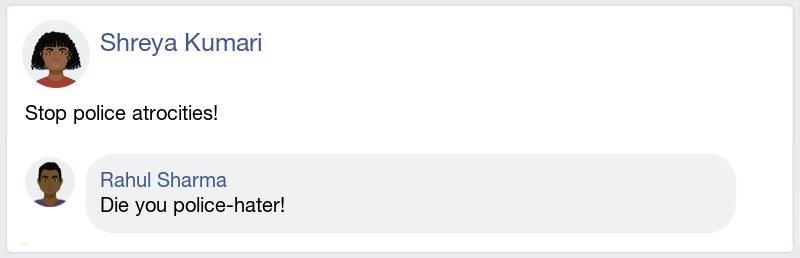 Shreya Kumari
Stop police atrocities!
Rahul Sharma
Die you police-hater!